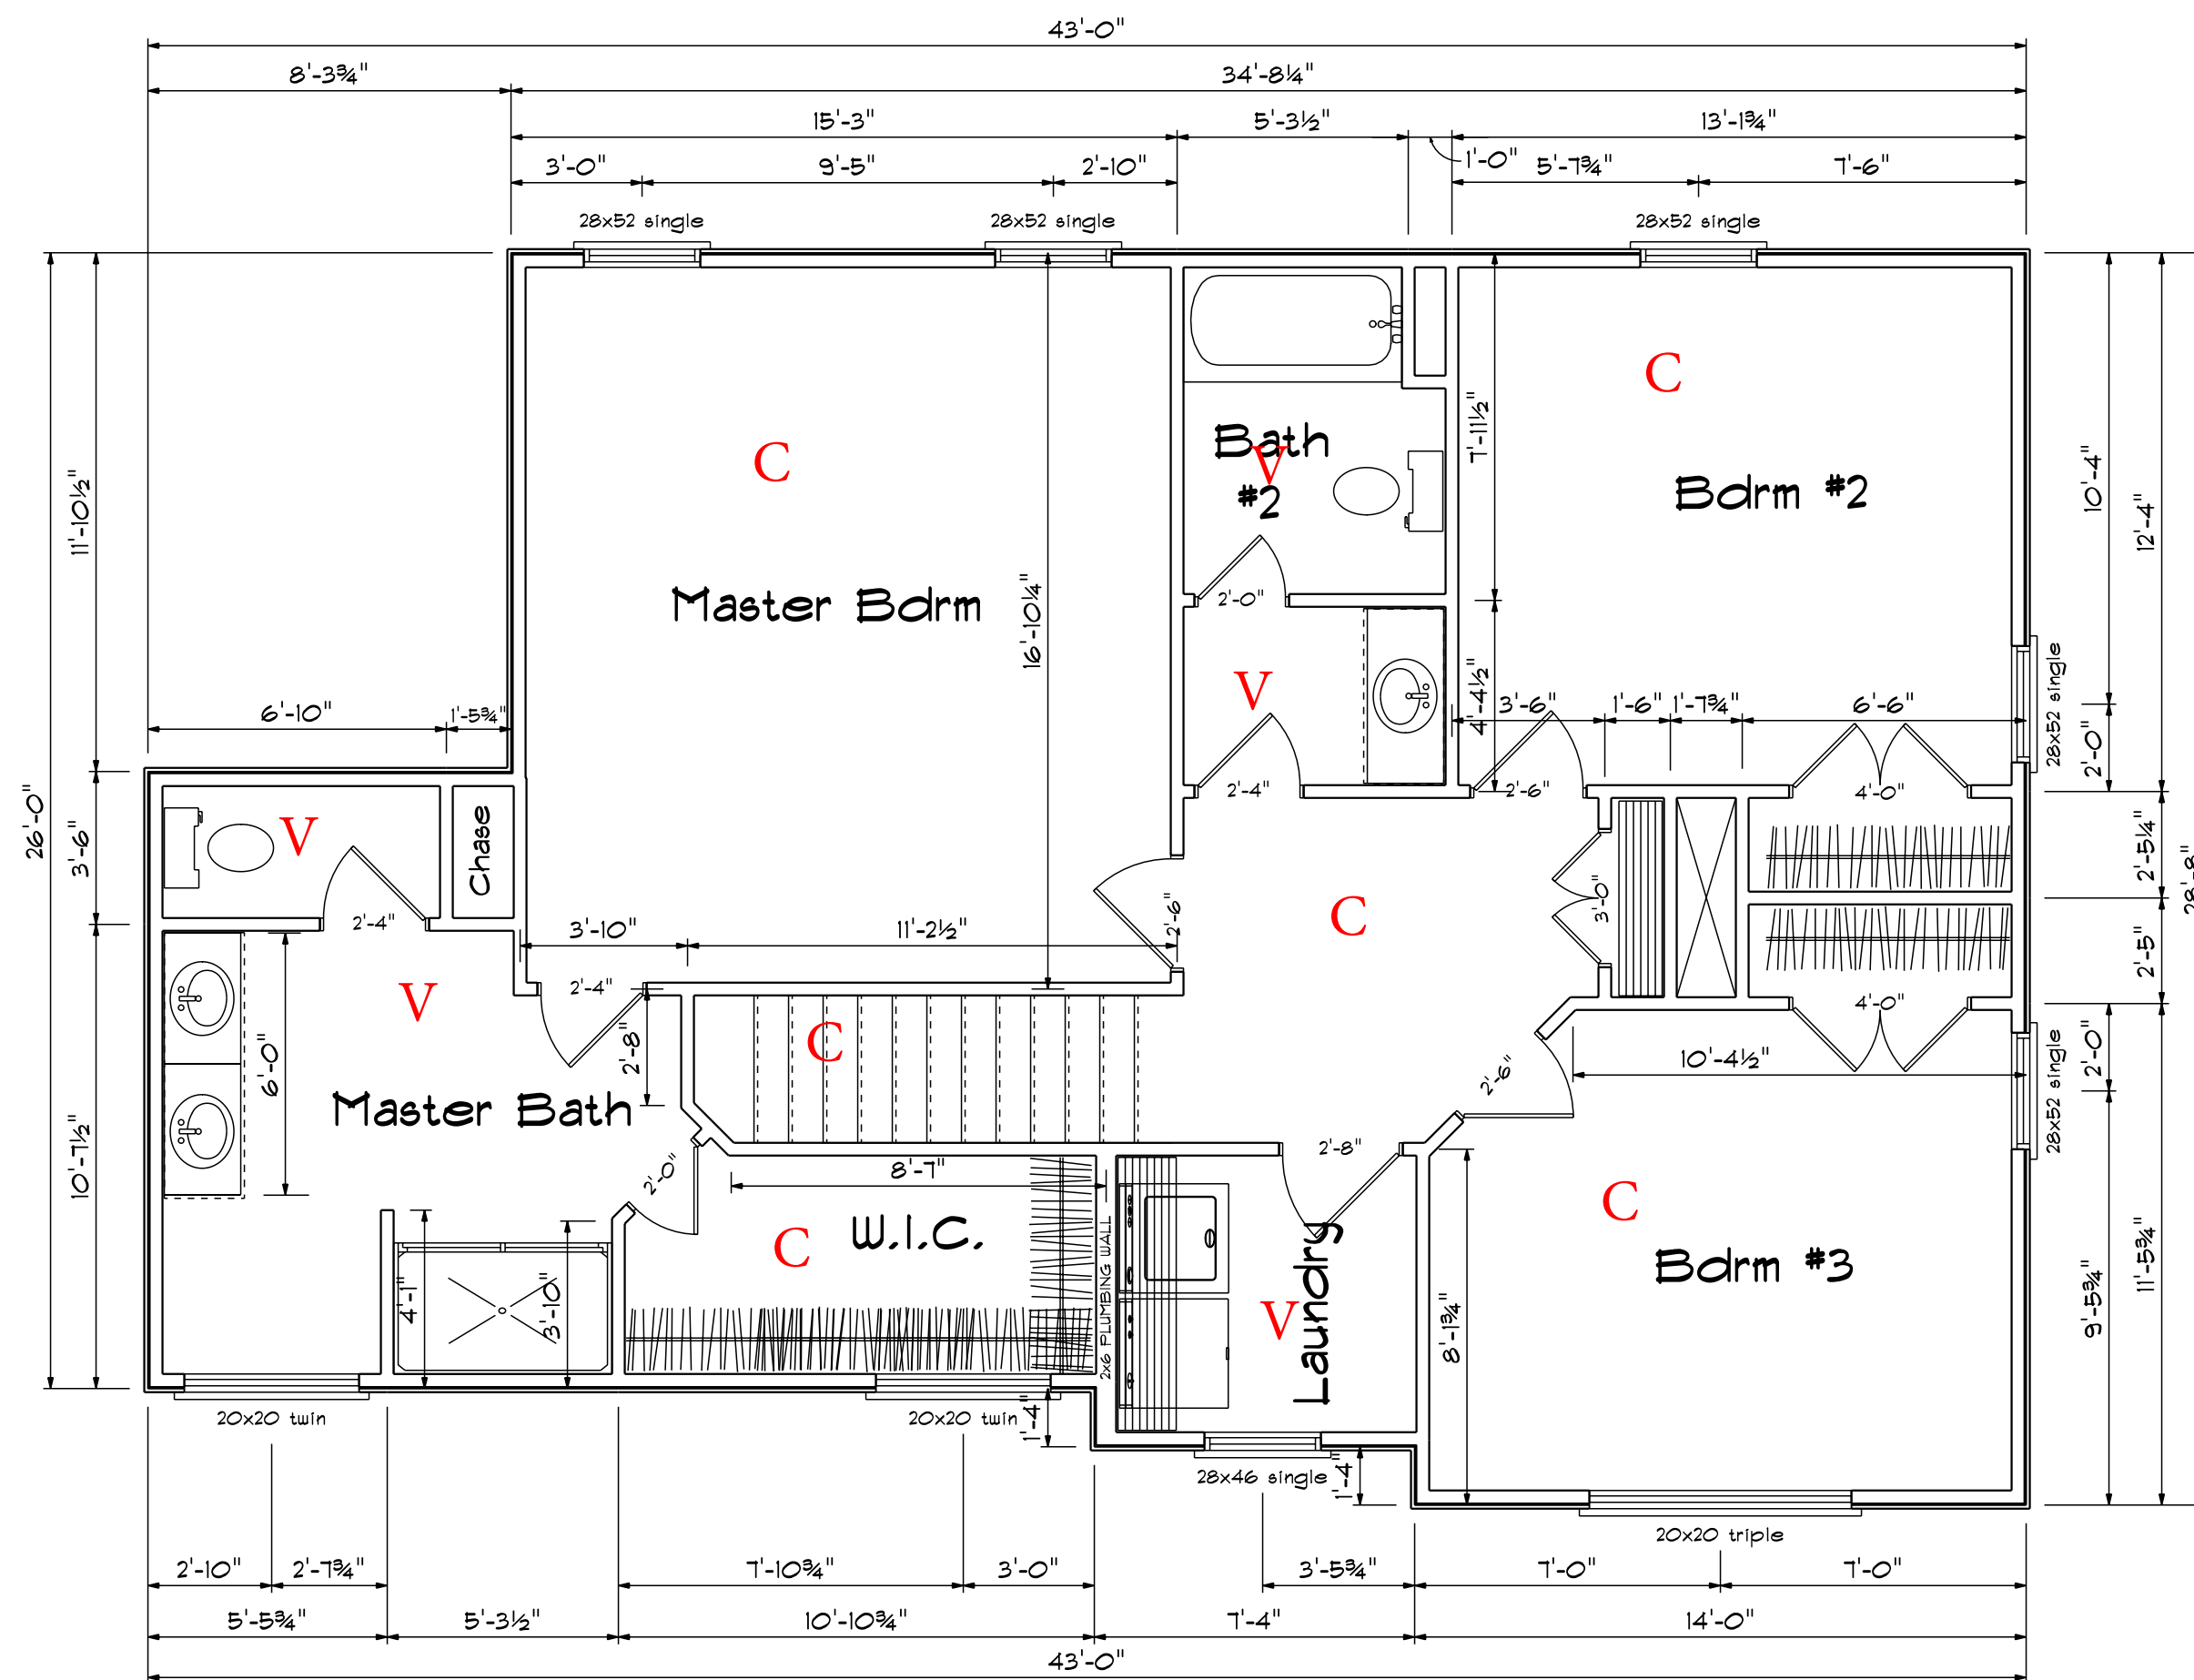 43'-0"
8'-3¾" 34'-8¼"
15'-3" 5'-3½" 13'-1¾"
3'-0" 9'-5" 2'-10" 1'-0" 5'-7¾" 7'-6"
28x52 single 28x52 single 28x52 single
C
C
7'-11½"
Bath
V
#2
Bdrm #2
10'-4"
12'-4"
11'-10½"
Master Bdrm
16'-10¼"
2'-0"
V
4'-4½"
28x52 single
6'-10" 1'-5¾"
3'-6" 1'-6" 1'-7¾" 6'-6"
2'-0"
2'-4" 2'-6" 4'-0"
26'-0"
3'-6"
V
Chase
2'-5¼"
28'-8"
2'-4"
3'-10" 11'-2½"
2'-6"
C
3'-0"
2'-5"
V
2'-4"
4'-0"
C
2'-8"
6'-0"
2'-6"
10'-4½"
2'-0"
28x52 single
Master Bath
10'-7½"
2'-0"
8'-7"
2'-8"
C
W.I.C.
C
Bdrm #3
4'-1"
3'-10"
2x6 PLUMBING WALL
V
Laundry
8'-1¾"
9'-5¾"
11'-5¾"
20x20 twin 20x20 twin
1'-4"
28x46 single
1'-4"
20x20 triple
2'-10" 2'-7¾" 7'-10¾" 3'-0" 3'-5¾" 7'-0" 7'-0"
5'-5¾" 5'-3½" 10'-10¾" 7'-4" 14'-0"
43'-0"